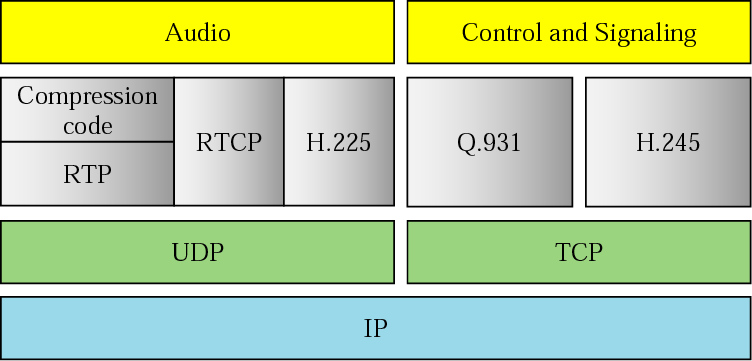 Audio
Control and Signaling
Compression
code
RTP
RTCP
H.225
Q.931
H.245
UDP
TCP
IP